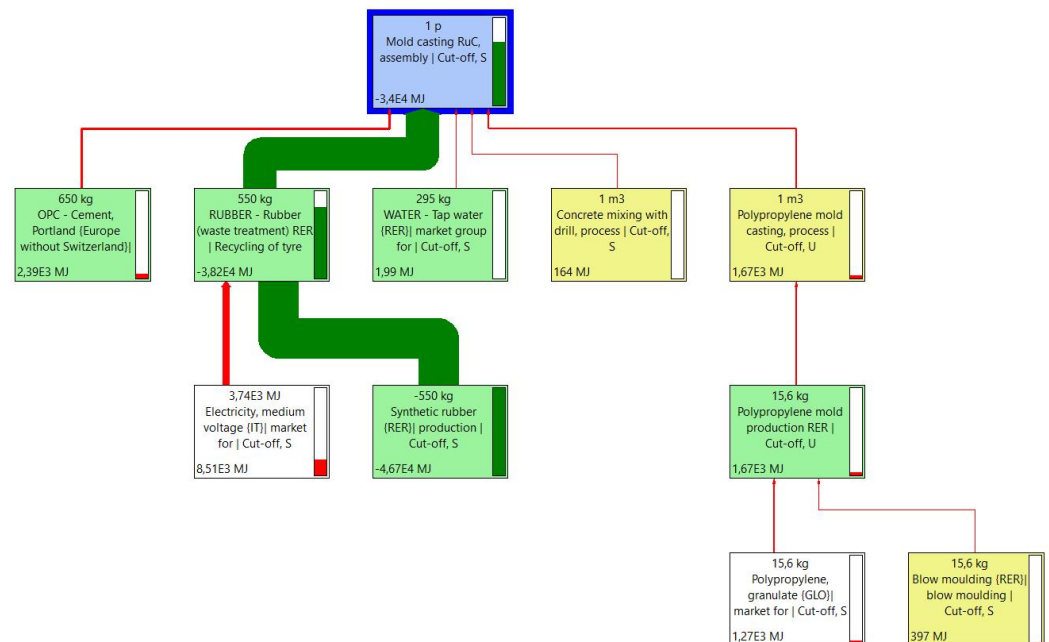 1 p
Mold casting RuC,
assembly | Cut-off, S
-3,4E4 MJ
650 kg
OPC - Cement,
Portland {Europe
without Switzerland}|
2,39E3 MJ
550 kg
RUBBER - Rubber
(waste treatment) RER
| Recycling of tyre
-3,82E4 MJ
295 kg
WATER - Tap water
{RER}| market group
for | Cut-off, S
1,99 MJ
1 m3
Concrete mixing with
drill, process | Cut-off,
S
164 MJ
1 m3
Polypropylene mold
casting, process |
Cut-off, U
1,67E3 MJ
3,74E3 MJ
Electricity, medium
voltage {IT}| market
for | Cut-off, S
8,51E3 MJ
-550 kg
Synthetic rubber
{RER}| production |
Cut-off, S
-4,67E4 MJ
15,6 kg
Polypropylene mold
production RER |
Cut-off, U
1,67E3 MJ
15,6 kg
Polypropylene,
granulate {GLO}|
market for | Cut-off, S
1,27E3 MJ
15,6 kg
Blow moulding {RER}|
blow moulding |
Cut-off, S
397 MJ